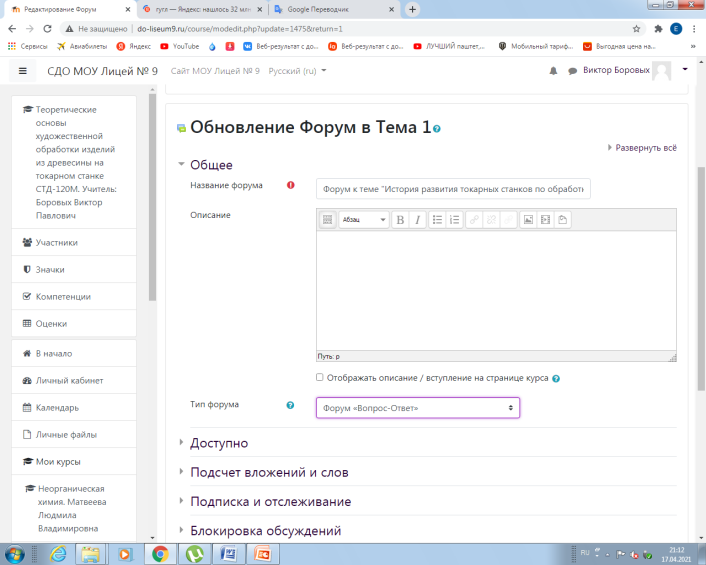 Редактирование Форум
гугл — Яндекс: нашлось 32 млн
Google Переводчик
Не защищено
do-liseum9.ru/course/modedit.php?update=1475&return=1
Сервисы
Авиабилеты
Яндекс
YouTube
Веб-результат с до...
Веб-результат с до...
ЛУЧШИЙ паштет,...
Мобильный тариф...
Выгодная цена на...
СДО МОУ Лицей № 9
Сайт МОУ Лицей № 9
Русский (ru)
Виктор Боровых
Теоретические
основы
художественной
обработки изделий
из древесины на
токарном станке
СТД-120М. Учитель:
Боровых Виктор
Павлович
Участники
Значки
Компетенции
Оценки
В начало
Личный кабинет
Календарь
Личные файлы
Мои курсы
Неорганическая
химия. Матвеева
Людмила
Владимировна
Обновление Форум в Тема 1
Развернуть всё
Общее
Название форума
Форум к теме "История развития токарных станков по обработк
Описание
Абзац
B I
Путь: p
Отображать описание / вступление на странице курса
Тип форума
Форум «Вопрос-Ответ»
Доступно
Подсчет вложений и слов
Подписка и отслеживание
Блокировка обсуждений
RU
21:12
17.04.2021